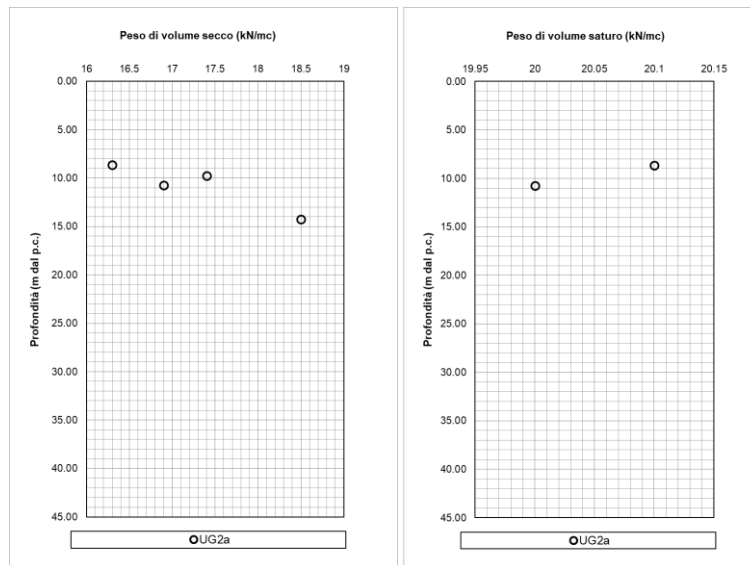 Peso di volume secco (kN/mc)
16 16.5 17 17.5 18 18.5 19
0.00
5.00
10.00
15.00
20.00
25.00
30.00
35.00
40.00
45.00
Profondità (m dal p.c.)
UG2a
Peso di volume saturo (kN/mc)
19.95 20 20.05 20.1 20.15
0.00
5.00
10.00
15.00
20.00
25.00
30.00
35.00
40.00
45.00
Profondità (m dal p.c.)
UG2a